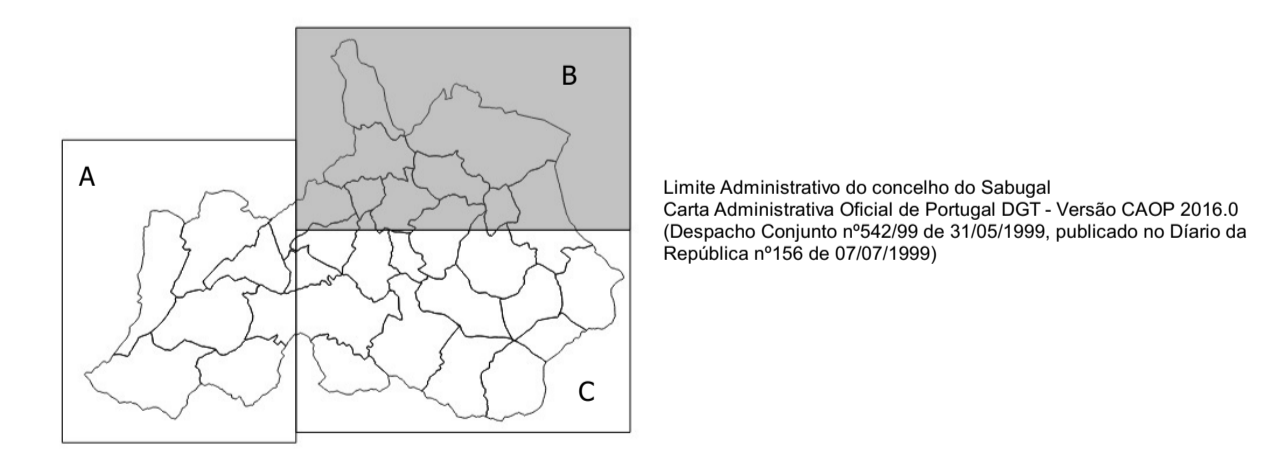 B
A
Limite Administrativo do concelho do Sabugal
Carta Administrativa Oficial de Portugal DGT - Versão CAOP 2016.0
(Despacho Conjunto nº542/99 de 31/05/1999, publicado no Díario da
República nº156 de 07/07/1999)
C